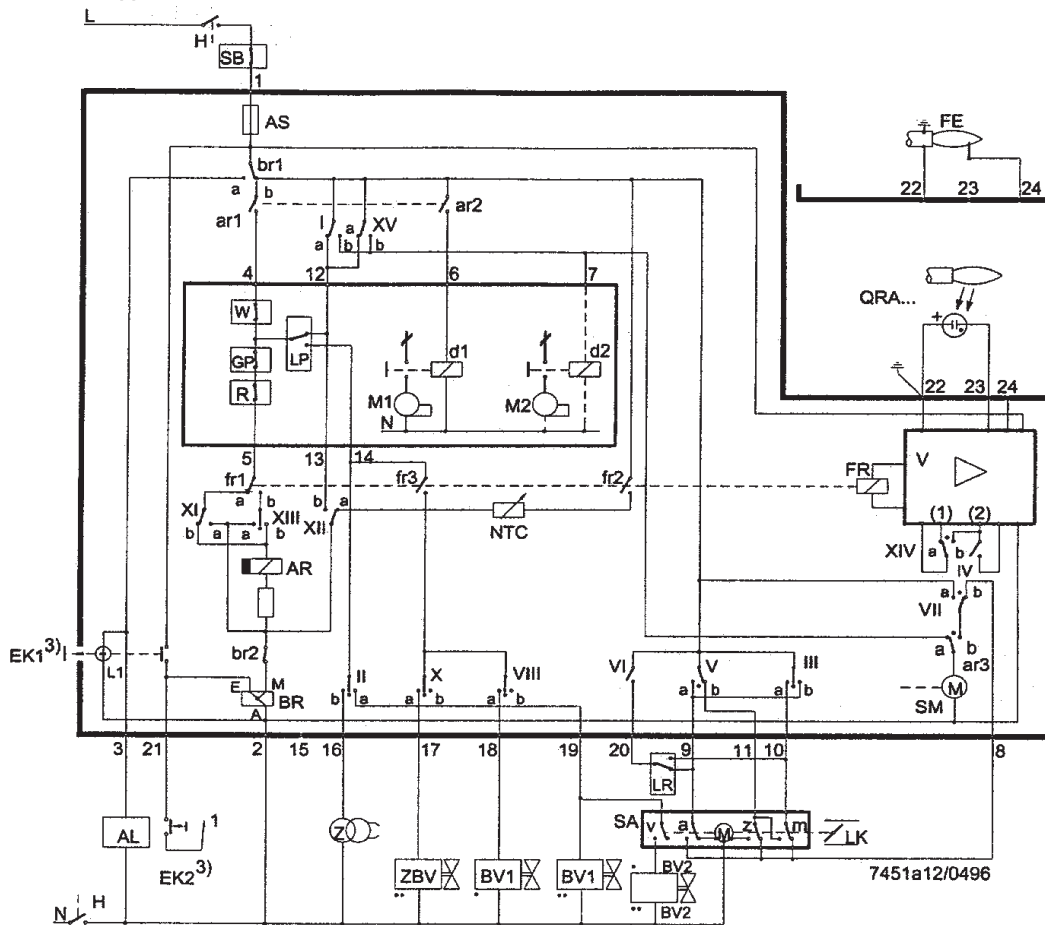 L
H
SB
1
AS
FE
22 23 24
br1
a b
ar1
ar2
I
a b
XV
a b
4 12 6 7
QRA...
+
W
LP
GP
R
d1
d2
M1
M2
N
22 23 24
V
FR
5 13 14
fr1
fr3
fr2
a b
XI
b a
XIII
a b
XII
b a
NTC
AR
(1) (2)
XIV
a b
IV
VII
a b
EK1 3)
L1
br2
E M
BR
A
II
b a
X
a b
VIII
a b
VI
V
a b
III
a b
a b
ar3
M
SM
3 21 2 15 16 17 18 19 20 9 11 10 8
LR
AL
1
EK2 3)
Z
SA
v a M z m
LK
ZBV
BV1
BV1
BV2
BV2
7451a12/0496
N H